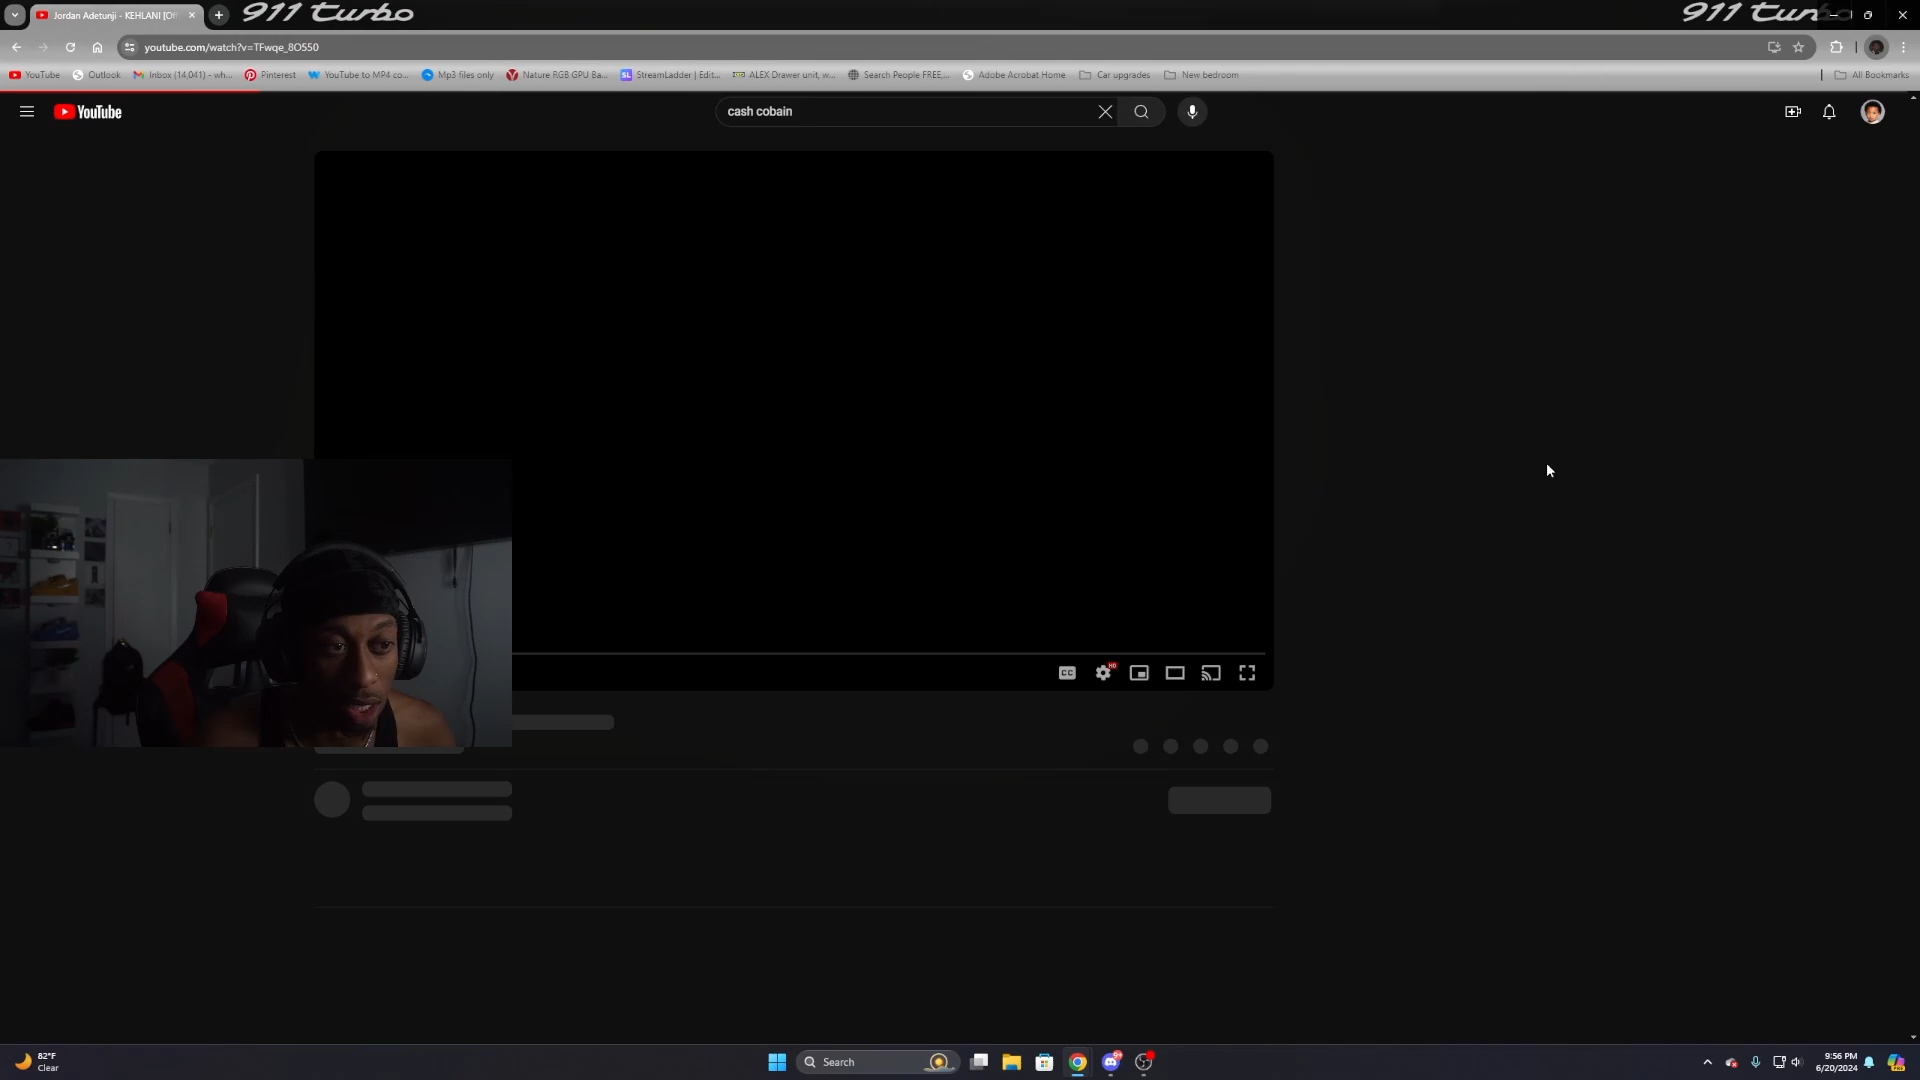 911 turbo
911 tur
Jordan Adetunji - KEHLANI [Of
youtube.com/watch?v=TFwqe_8O550
YouTube
Outlook
Inbox (14,041) - wh...
Pinterest
YouTube to MP4 co...
Mp3 files only
Nature RGB GPU Ba...
StreamLadder | Edit...
ALEX Drawer unit, w...
Search People FREE,...
Adobe Acrobat Home
Car upgrades
New bedroom
All Bookmarks
YouTube
cash cobain
CC
HD
82°F
Clear
Search
9:56 PM
6/20/2024